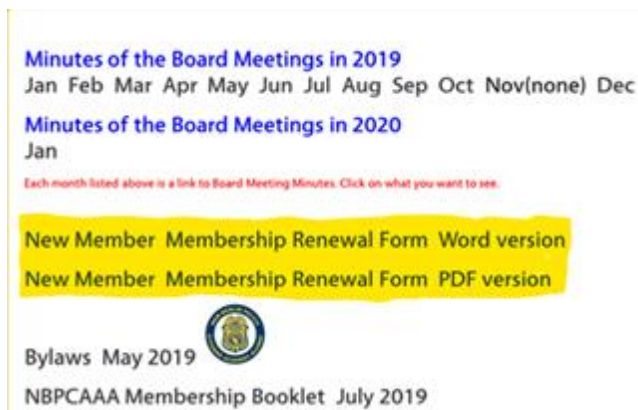 Minutes of the Board Meetings in 2019
Jan Feb Mar Apr May Jun Jul Aug Sep Oct Nov(none) Dec
Minutes of the Board Meetings in 2020
Jan
Each month listed above is a link to Board Meeting Minutes. Click on what you want to see.
New Member Membership Renewal Form Word version
New Member Membership Renewal Form PDF version
Bylaws May 2019
NBPCAAA Membership Booklet July 2019